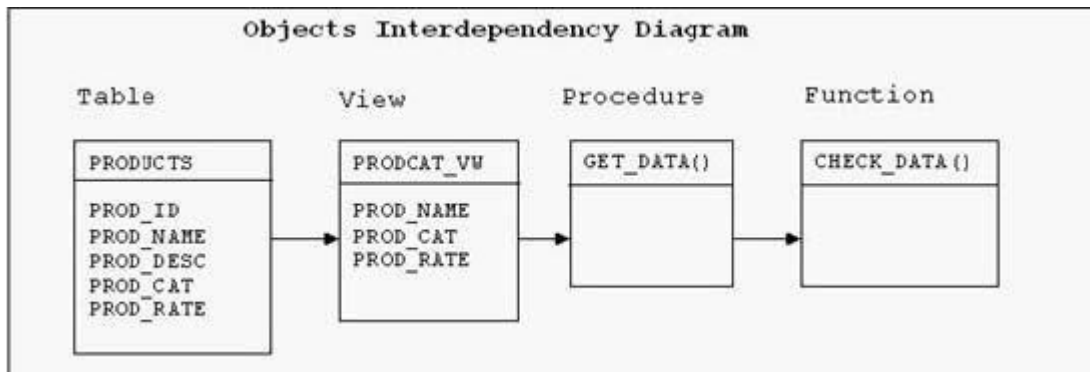 Objects Interdependency Diagram
Table
View
Procedure
Function
PRODUCTS
PROD_ID
PROD_NAME
PROD_DESC
PROD_CAT
PROD_RATE
PRODCAT_VW
PROD_NAME
PROD_CAT
PROD_RATE
GET_DATA()
CHECK_DATA()